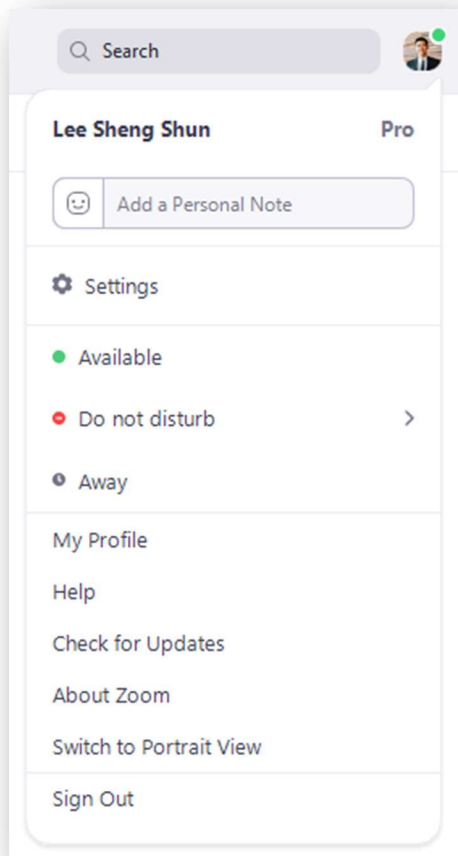 Search
Lee Sheng Shun Pro
Add a Personal Note
Settings
Available
Do not disturb
Away
My Profile
Help
Check for Updates
About Zoom
Switch to Portrait View
Sign Out